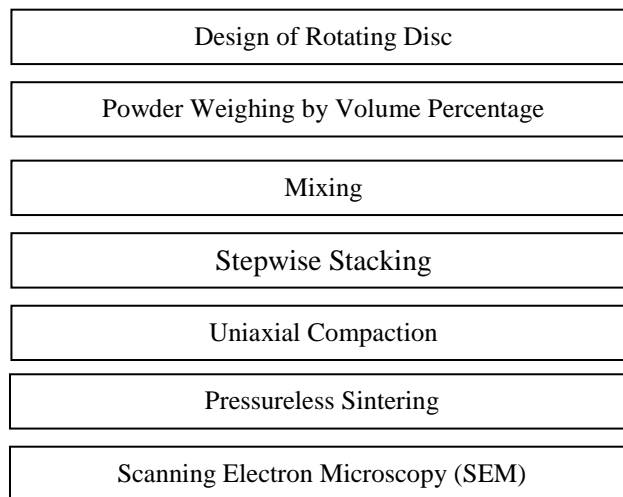 Design of Rotating Disc
Powder Weighing by Volume Percentage
Mixing
Stepwise Stacking
Uniaxial Compaction
Pressureless Sintering
Scanning Electron Microscopy (SEM)